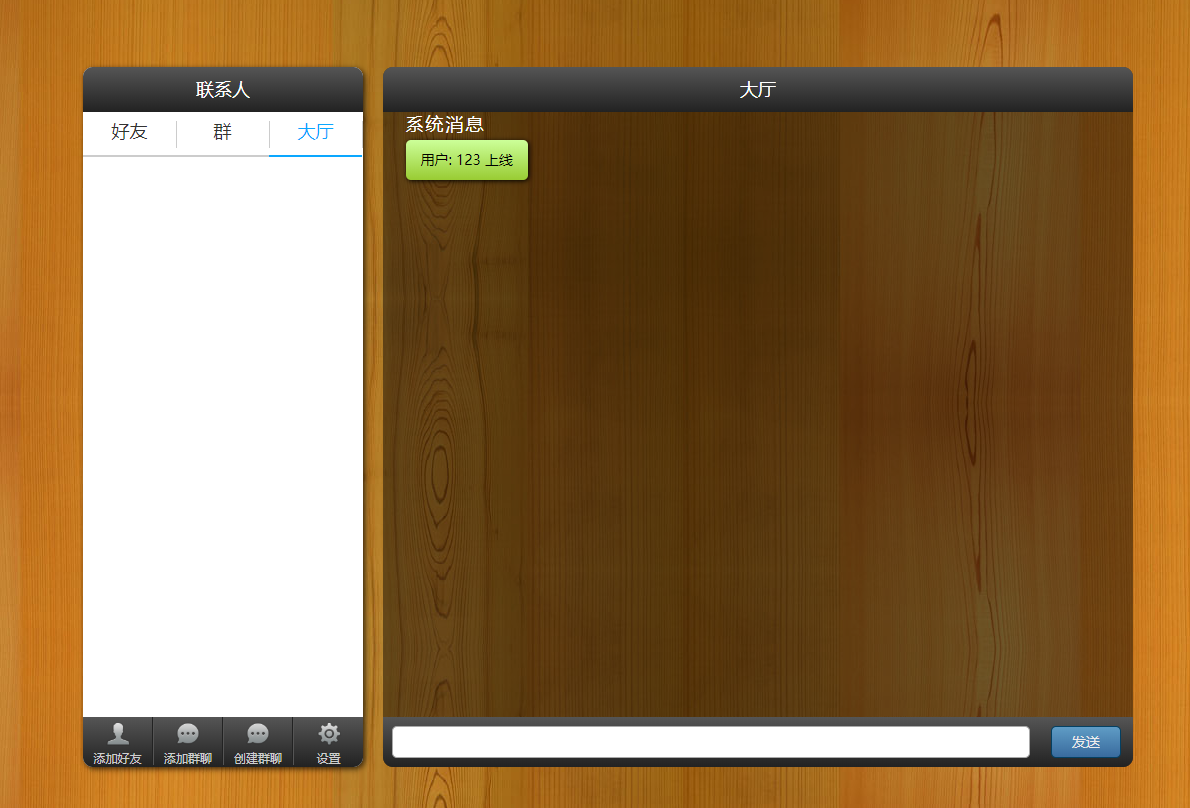 联系人
好友 群 大厅
添加好友 添加群聊 创建群聊 设置
大厅
系统消息
用户: 123 上线
发送